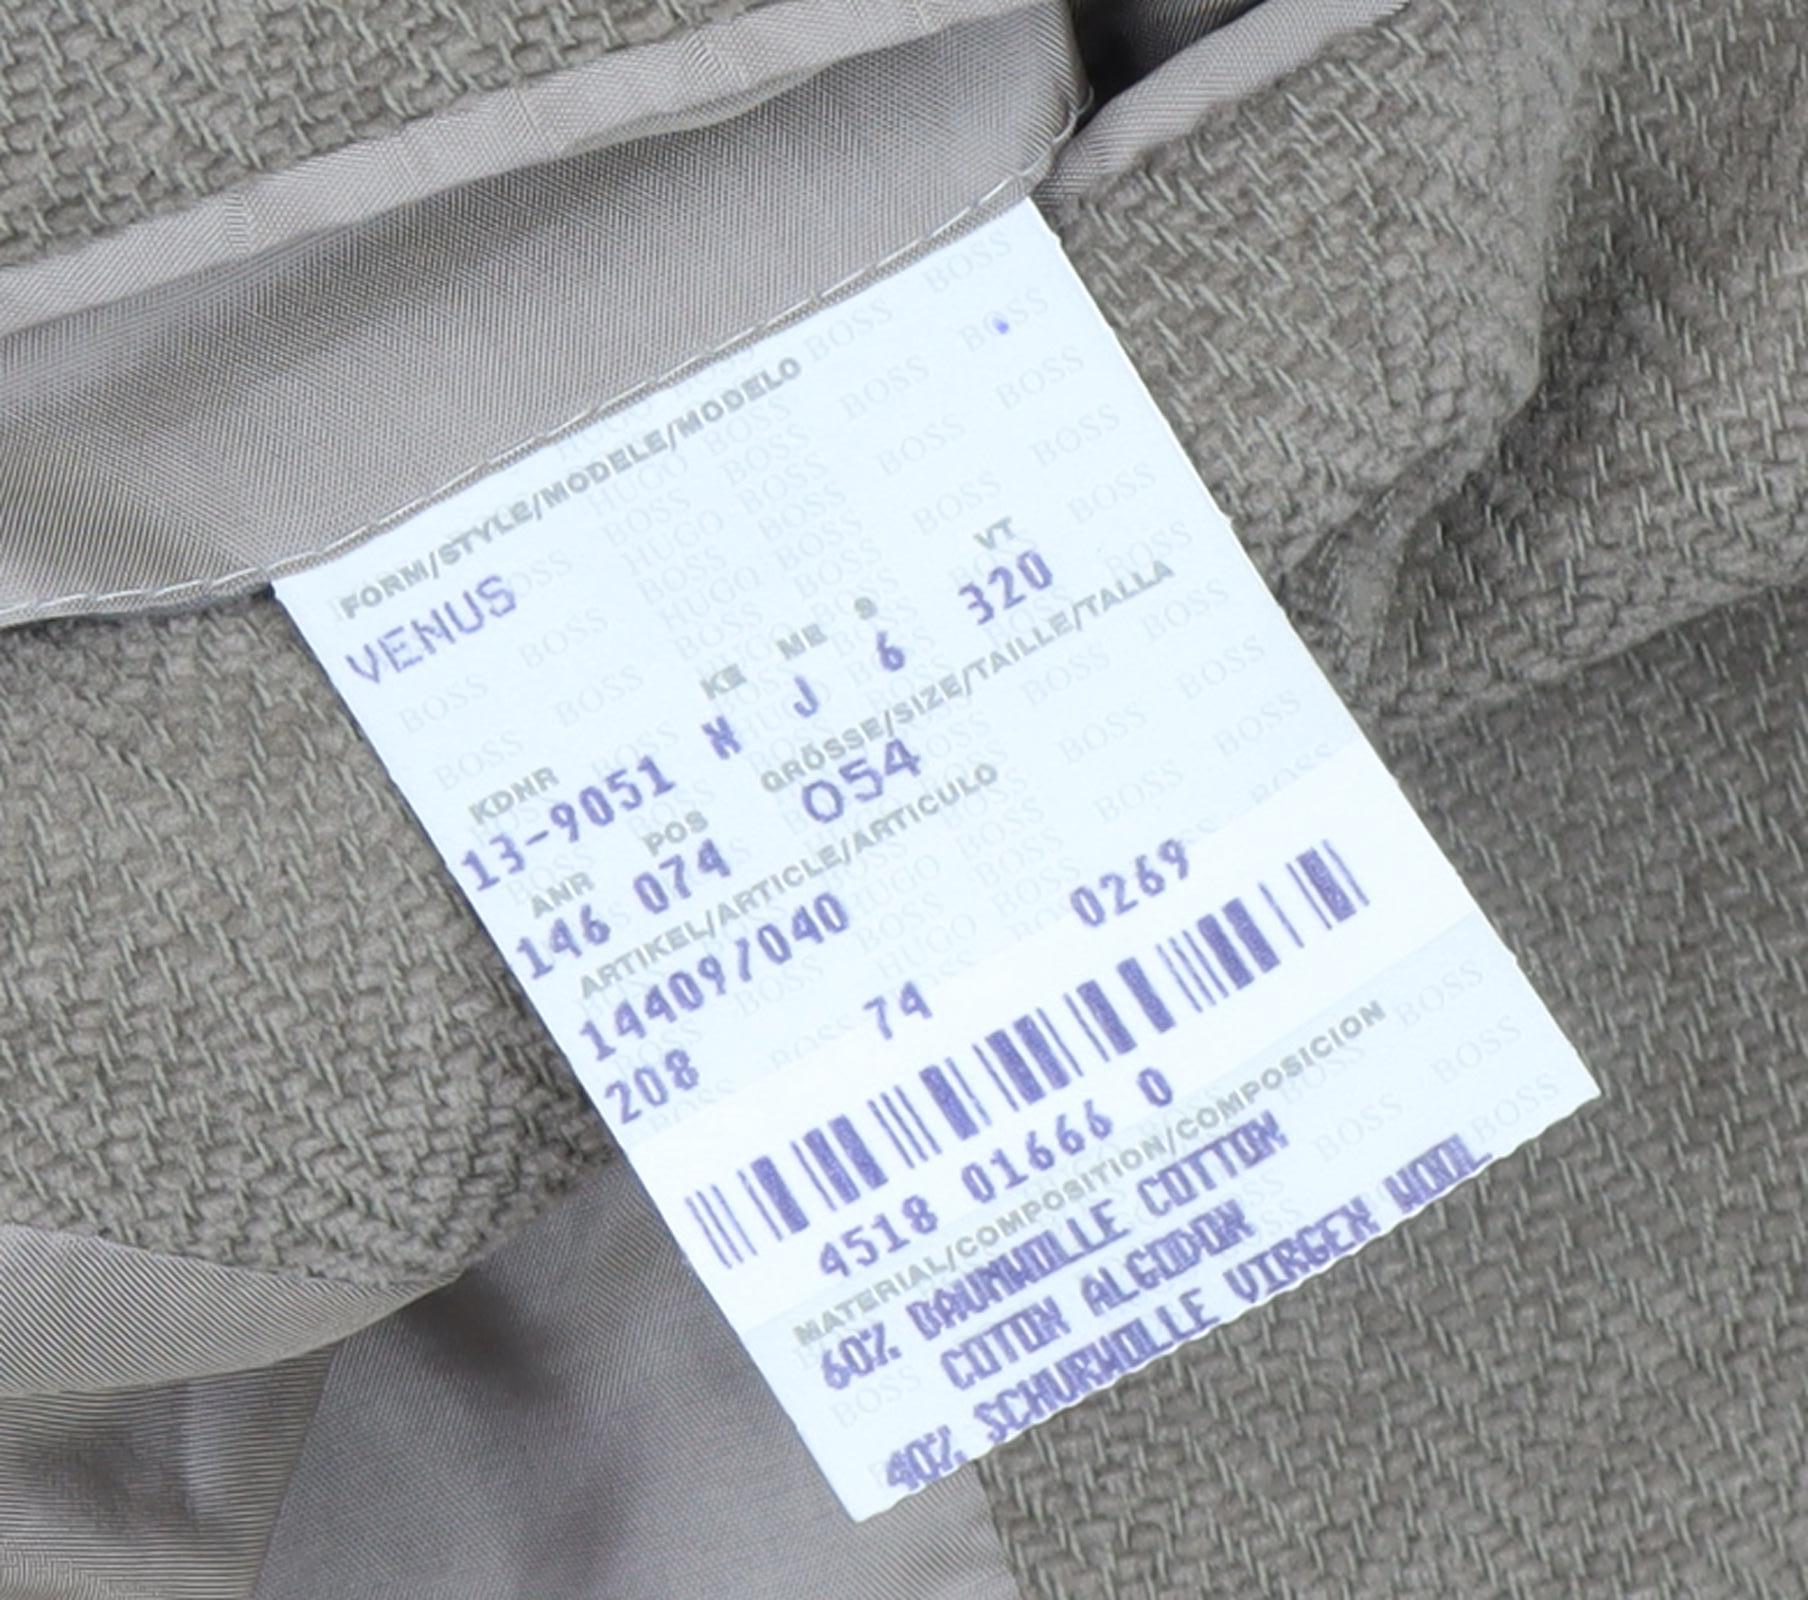 FORM/STYLE/MODELE/MODELO
VENUS
KDNR KE NE S VT
13-9051 N J 6 320
ANR POS GRÖSSE/SIZE/TAILLE/TALLA
146 074 054
ARTIKEL/ARTICLE/ARTICULO
14409/040 0269
208 74
4518 01666 0
MATERIAL/COMPOSITION/COMPOSICION
60% BAUMWOLLE COTTON
COTON ALGODON
40% SCHURWOLLE VIRGEN WOOL